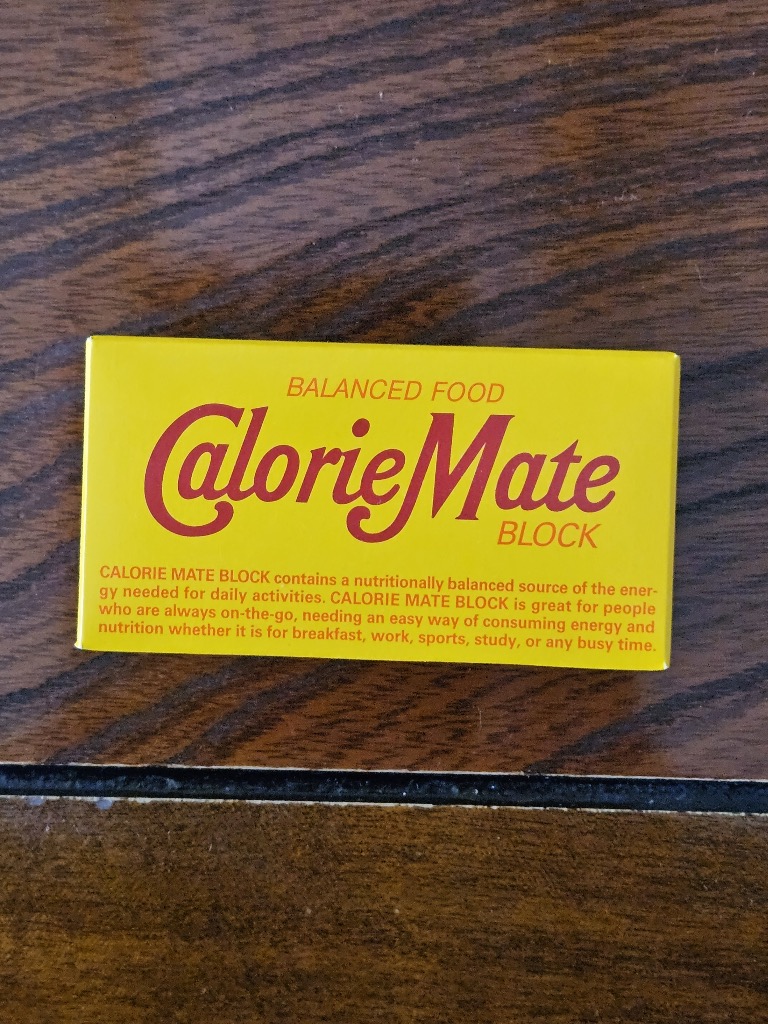 BALANCED FOOD
CalorieMate
BLOCK
CALORIE MATE BLOCK contains a nutritionally balanced source of the ener-
gy needed for daily activities. CALORIE MATE BLOCK is great for people
who are always on-the-go, needing an easy way of consuming energy and
nutrition whether it is for breakfast, work, sports, study, or any busy time.